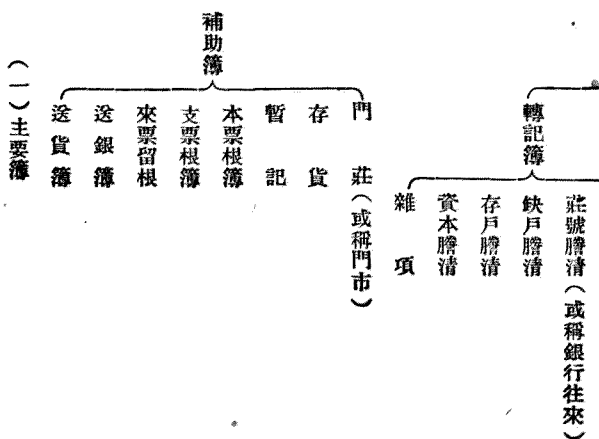 轉記簿
莊號謄清（或稱銀行往來）
缺戶謄清
存戶謄清
資本謄清
雜項
補助簿
門莊（或稱門市）
存貨
暫記
本票根簿
支票根簿
來票留根
送銀簿
送貨簿
（一）主要簿